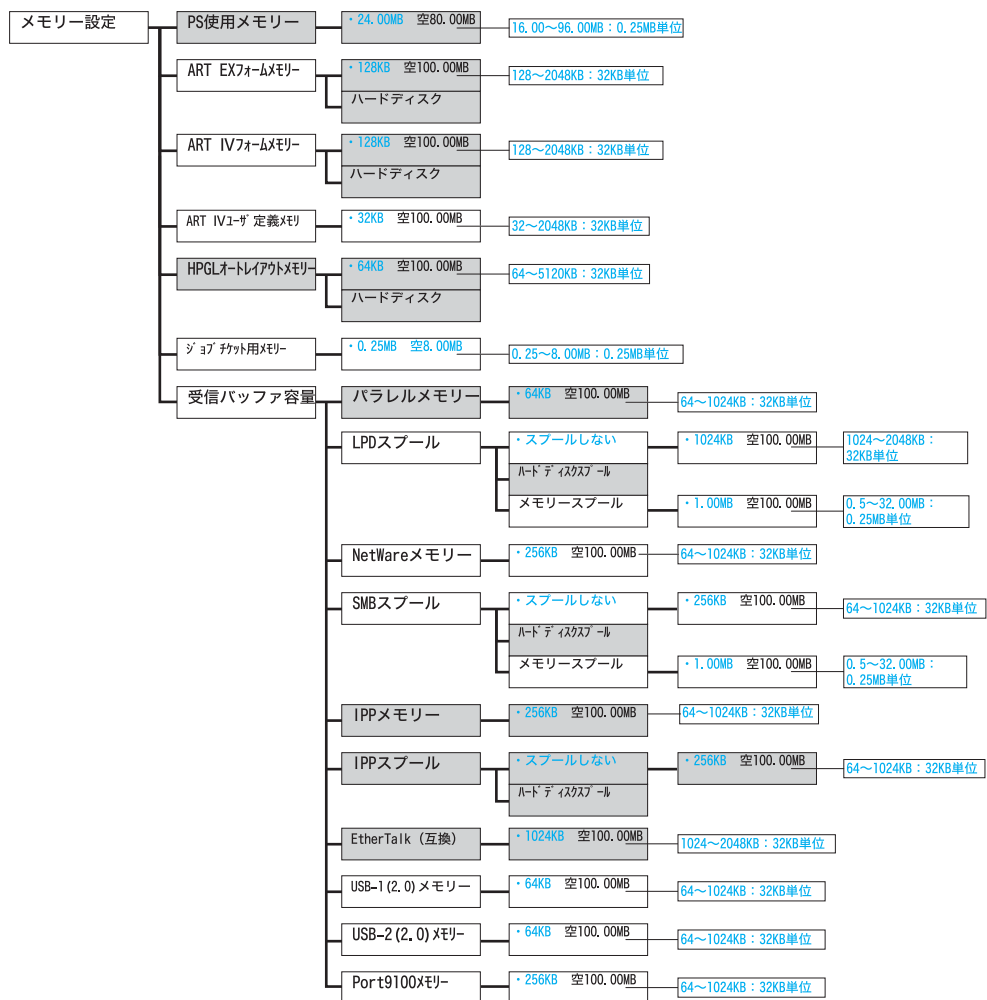 メモリー設定
PS使用メモリー
・24.00MB 空80.00MB
16.00～96.00MB：0.25MB単位
ART EXフォームメモリー
・128KB 空100.00MB
128～2048KB：32KB単位
ハードディスク
ART IVフォームメモリー
・128KB 空100.00MB
128～2048KB：32KB単位
ハードディスク
ART IVユーザ定義メモリ
・32KB 空100.00MB
32～2048KB：32KB単位
HPGLオートレイアウトメモリー
・64KB 空100.00MB
64～5120KB：32KB単位
ハードディスク
ジョブチケット用メモリー
・0.25MB 空8.00MB
0.25～8.00MB：0.25MB単位
受信バッファ容量
パラレルメモリー
・64KB 空100.00MB
64～1024KB：32KB単位
LPDスプール
・スプールしない
・1024KB 空100.00MB
1024～2048KB：
32KB単位
ハードディスクスプール
メモリースプール
・1.00MB 空100.00MB
0.5～32.00MB：
0.25MB単位
NetWareメモリー
・256KB 空100.00MB
64～1024KB：32KB単位
SMBスプール
・スプールしない
・256KB 空100.00MB
64～1024KB：32KB単位
ハードディスクスプール
メモリースプール
・1.00MB 空100.00MB
0.5～32.00MB：
0.25MB単位
IPPメモリー
・256KB 空100.00MB
64～1024KB：32KB単位
IPPスプール
・スプールしない
・256KB 空100.00MB
64～1024KB：32KB単位
ハードディスクスプール
EtherTalk（互換）
・1024KB 空100.00MB
1024～2048KB：32KB単位
USB-1(2.0)メモリー
・64KB 空100.00MB
64～1024KB：32KB単位
USB-2(2.0)メモリー
・64KB 空100.00MB
64～1024KB：32KB単位
Port9100メモリー
・256KB 空100.00MB
64～1024KB：32KB単位